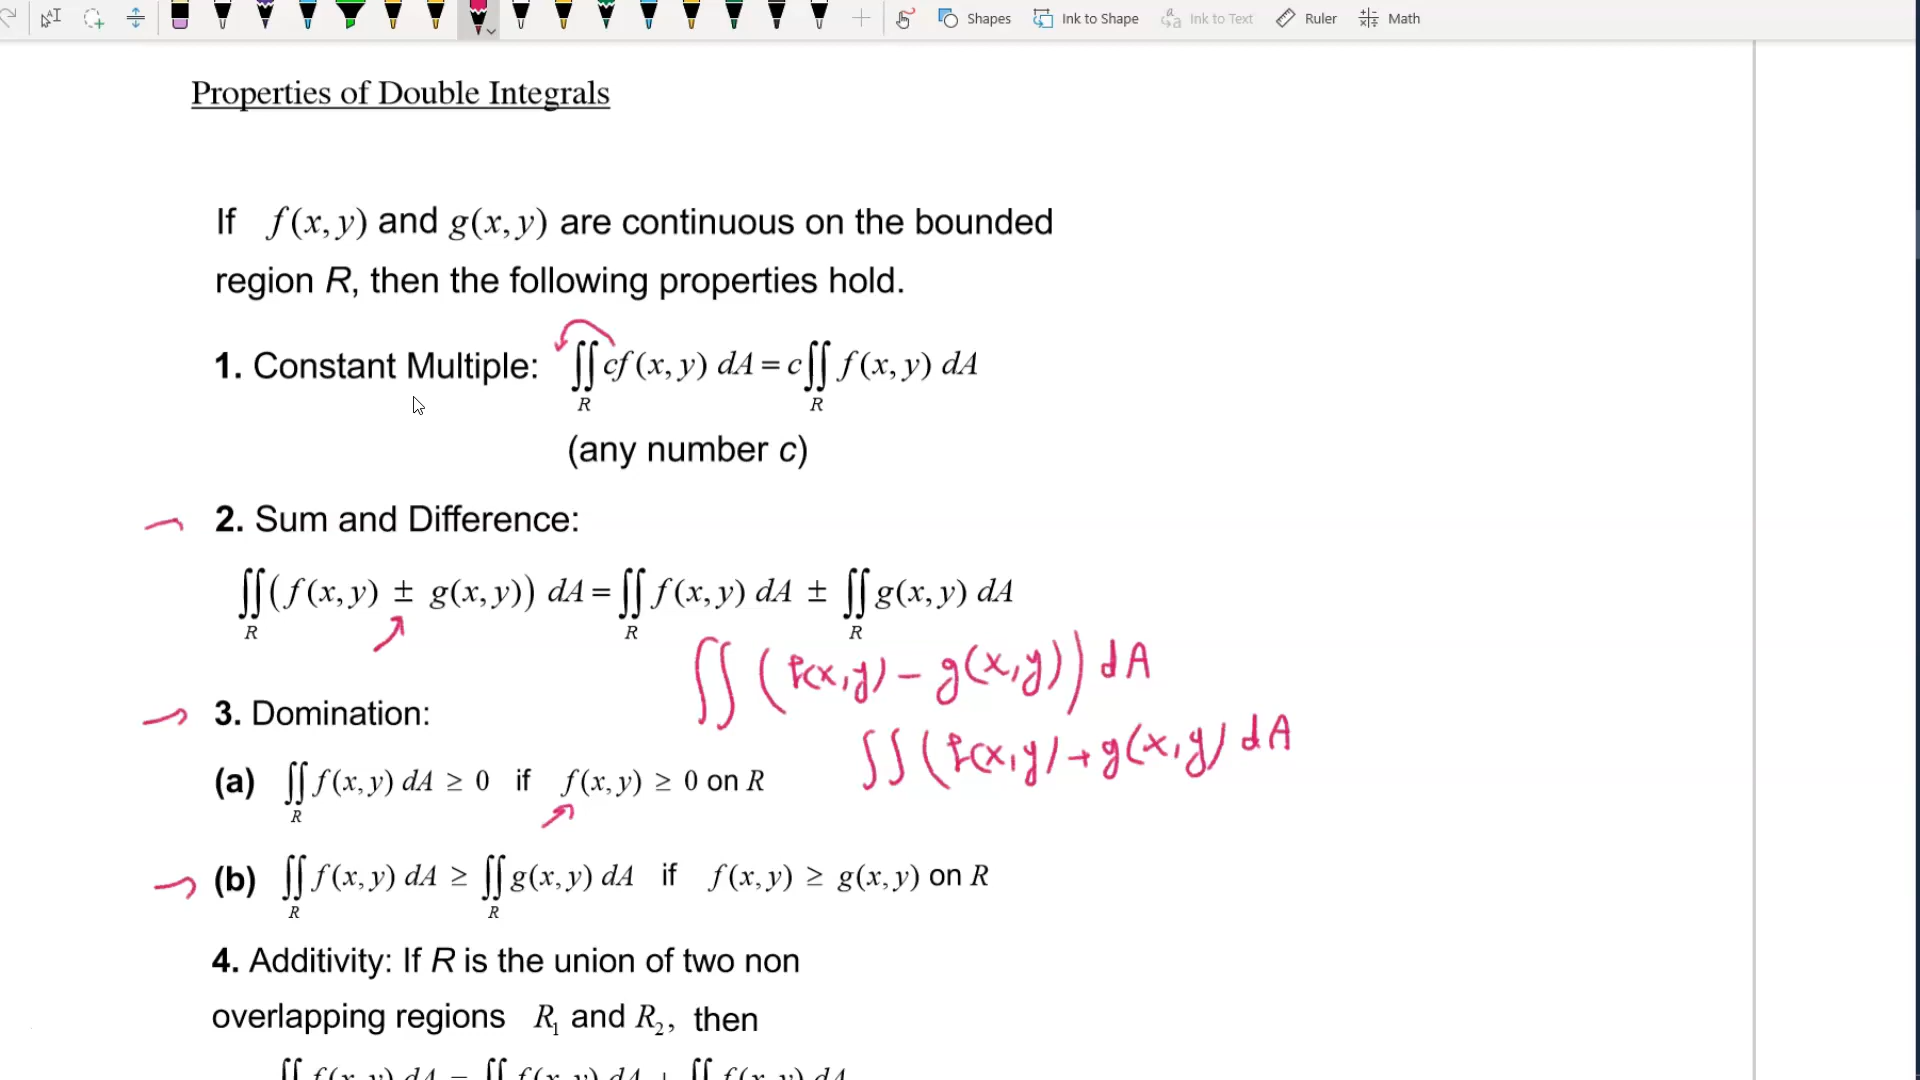 Shapes Ink to Shape Ink to Text Ruler Math
Properties of Double Integrals
If f(x, y) and g(x, y) are continuous on the bounded
region R, then the following properties hold.
1. Constant Multiple: ∬_R cf(x, y) dA = c∬_R f(x, y) dA
(any number c)
2. Sum and Difference:
∬_R (f(x, y) ± g(x, y)) dA = ∬_R f(x, y) dA ± ∬_R g(x, y) dA
∬ (f(x,y) - g(x,y)) dA
3. Domination:
∬ (f(x,y) + g(x,y) dA
(a) ∬_R f(x, y) dA ≥ 0 if f(x, y) ≥ 0 on R
(b) ∬_R f(x, y) dA ≥ ∬_R g(x, y) dA if f(x, y) ≥ g(x, y) on R
4. Additivity: If R is the union of two non
overlapping regions R₁ and R₂, then
∬ f(x, y) dA = ∬ f(x, y) dA + ∬ f(x, y) dA